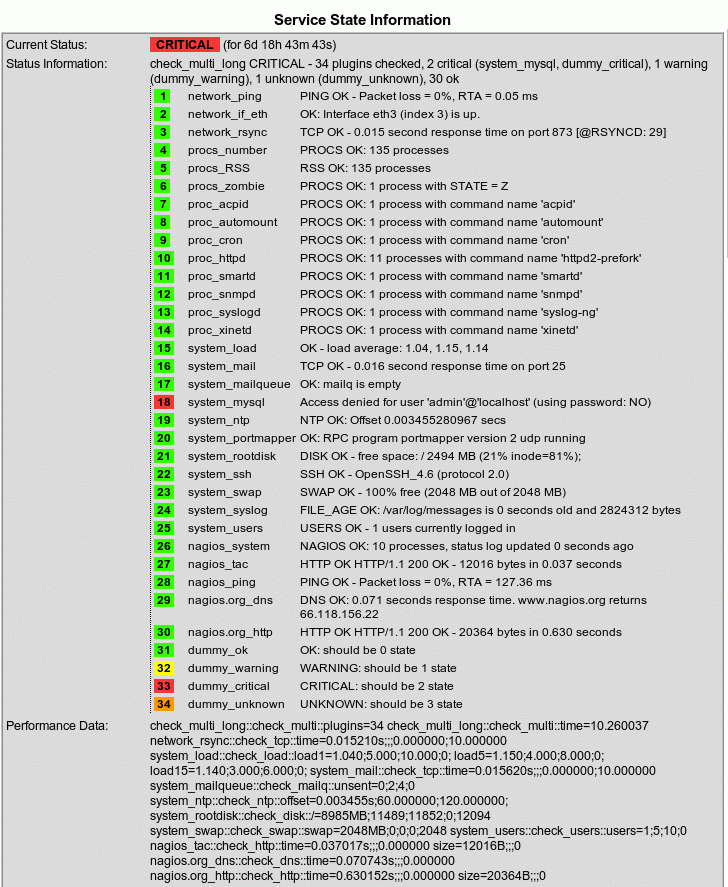 Service State Information
Current Status: CRITICAL (for 6d 18h 43m 43s)
Status Information: check_multi_long CRITICAL - 34 plugins checked, 2 critical (system_mysql, dummy_critical), 1 warning
(dummy_warning), 1 unknown (dummy_unknown), 30 ok
1 network_ping PING OK - Packet loss = 0%, RTA = 0.05 ms
2 network_if_eth OK: Interface eth3 (index 3) is up.
3 network_rsync TCP OK - 0.015 second response time on port 873 [@RSYNCD: 29]
4 procs_number PROCS OK: 135 processes
5 procs_RSS RSS OK: 135 processes
6 procs_zombie PROCS OK: 1 process with STATE = Z
7 proc_acpid PROCS OK: 1 process with command name 'acpid'
8 proc_automount PROCS OK: 1 process with command name 'automount'
9 proc_cron PROCS OK: 1 process with command name 'cron'
10 proc_httpd PROCS OK: 11 processes with command name 'httpd2-prefork'
11 proc_smartd PROCS OK: 1 process with command name 'smartd'
12 proc_snmpd PROCS OK: 1 process with command name 'snmpd'
13 proc_syslogd PROCS OK: 1 process with command name 'syslog-ng'
14 proc_xinetd PROCS OK: 1 process with command name 'xinetd'
15 system_load OK - load average: 1.04, 1.15, 1.14
16 system_mail TCP OK - 0.016 second response time on port 25
17 system_mailqueue OK: mailq is empty
18 system_mysql Access denied for user 'admin'@'localhost' (using password: NO)
19 system_ntp NTP OK: Offset 0.003455280967 secs
20 system_portmapper OK: RPC program portmapper version 2 udp running
21 system_rootdisk DISK OK - free space: / 2494 MB (21% inode=81%);
22 system_ssh SSH OK - OpenSSH_4.6 (protocol 2.0)
23 system_swap SWAP OK - 100% free (2048 MB out of 2048 MB)
24 system_syslog FILE_AGE OK: /var/log/messages is 0 seconds old and 2824312 bytes
25 system_users USERS OK - 1 users currently logged in
26 nagios_system NAGIOS OK: 10 processes, status log updated 0 seconds ago
27 nagios_tac HTTP OK HTTP/1.1 200 OK - 12016 bytes in 0.037 seconds
28 nagios_ping PING OK - Packet loss = 0%, RTA = 127.36 ms
29 nagios.org_dns DNS OK: 0.071 seconds response time. www.nagios.org returns
66.118.156.22
30 nagios.org_http HTTP OK HTTP/1.1 200 OK - 20364 bytes in 0.630 seconds
31 dummy_ok OK: should be 0 state
32 dummy_warning WARNING: should be 1 state
33 dummy_critical CRITICAL: should be 2 state
34 dummy_unknown UNKNOWN: should be 3 state
Performance Data: check_multi_long::check_multi::plugins=34 check_multi_long::check_multi::time=10.260037
network_rsync::check_tcp::time=0.015210s;;;0.000000;10.000000
system_load::check_load::load1=1.040;5.000;10.000;0; load5=1.150;4.000;8.000;0;
load15=1.140;3.000;6.000;0; system_mail::check_tcp::time=0.015620s;;;0.000000;10.000000
system_mailqueue::check_mailq::unsent=0;2;4;0
system_ntp::check_ntp::offset=0.003455s;60.000000;120.000000;
system_rootdisk::check_disk::/=8985MB;11489;11852;0;12094
system_swap::check_swap::swap=2048MB;0;0;0;2048 system_users::check_users::users=1;5;10;0
nagios_tac::check_http::time=0.037017s;;;0.000000 size=12016B;;;0
nagios.org_dns::check_dns::time=0.070743s;;;0.000000
nagios.org_http::check_http::time=0.630152s;;;0.000000 size=20364B;;;0